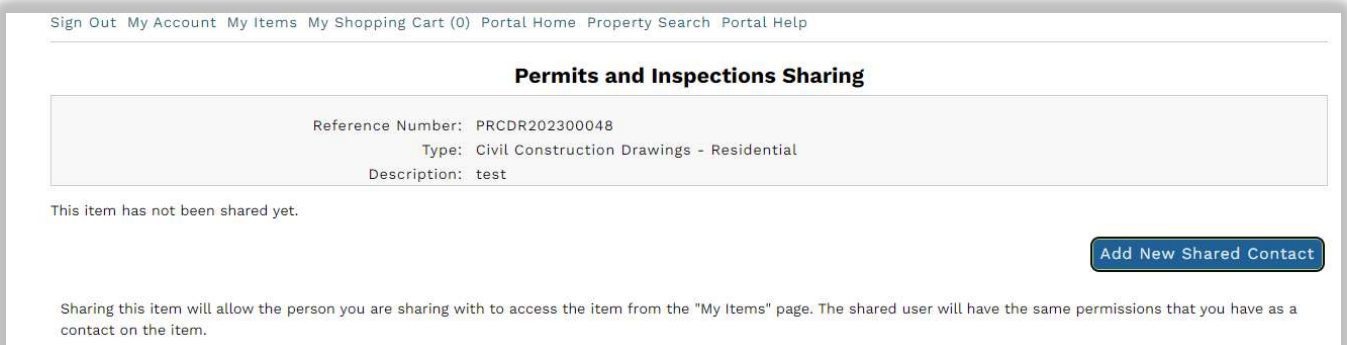 Sign Out My Account My Items My Shopping Cart (0) Portal Home Property Search Portal Help
Permits and Inspections Sharing
Reference Number: PRCDR202300048
Type: Civil Construction Drawings - Residential
Description: test
This item has not been shared yet.
Add New Shared Contact
Sharing this item will allow the person you are sharing with to access the item from the "My Items" page. The shared user will have the same permissions that you have as a
contact on the item.